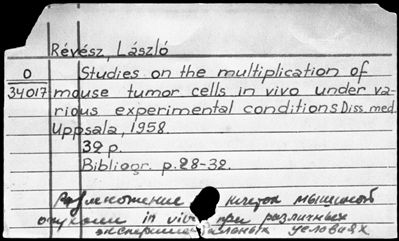 Révész, László
0 Studies on the multiplication of
34017 mouse tumor cells in vivo under va-
rious experimental conditions Diss. med.
Uppsala, 1958.
32 p.
Bibliogr. p. 28-32.
Размножение клеток мышиной
опухоли in vivo при различных
экспериментальных условиях